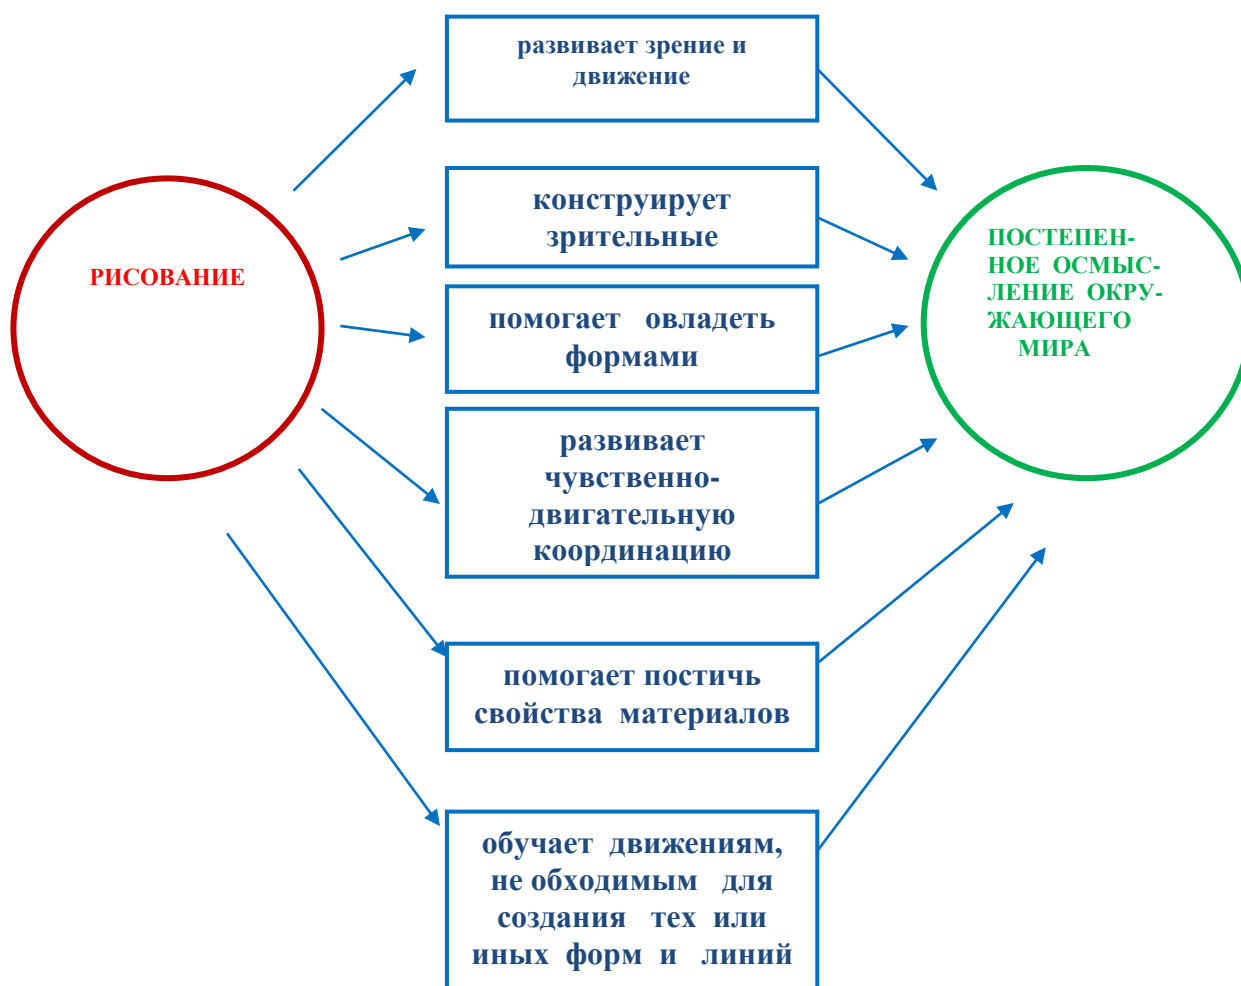 развивает зрение и
движение
конструирует
зрительные
РИСОВАНИЕ
ПОСТЕПЕН-
НОЕ ОСМЫС-
ЛЕНИЕ ОКРУ-
ЖАЮЩЕГО
МИРА
помогает овладеть
формами
развивает
чувственно-
двигательную
координацию
помогает постичь
свойства материалов
обучает движениям,
не обходимым для
создания тех или
иных форм и линий